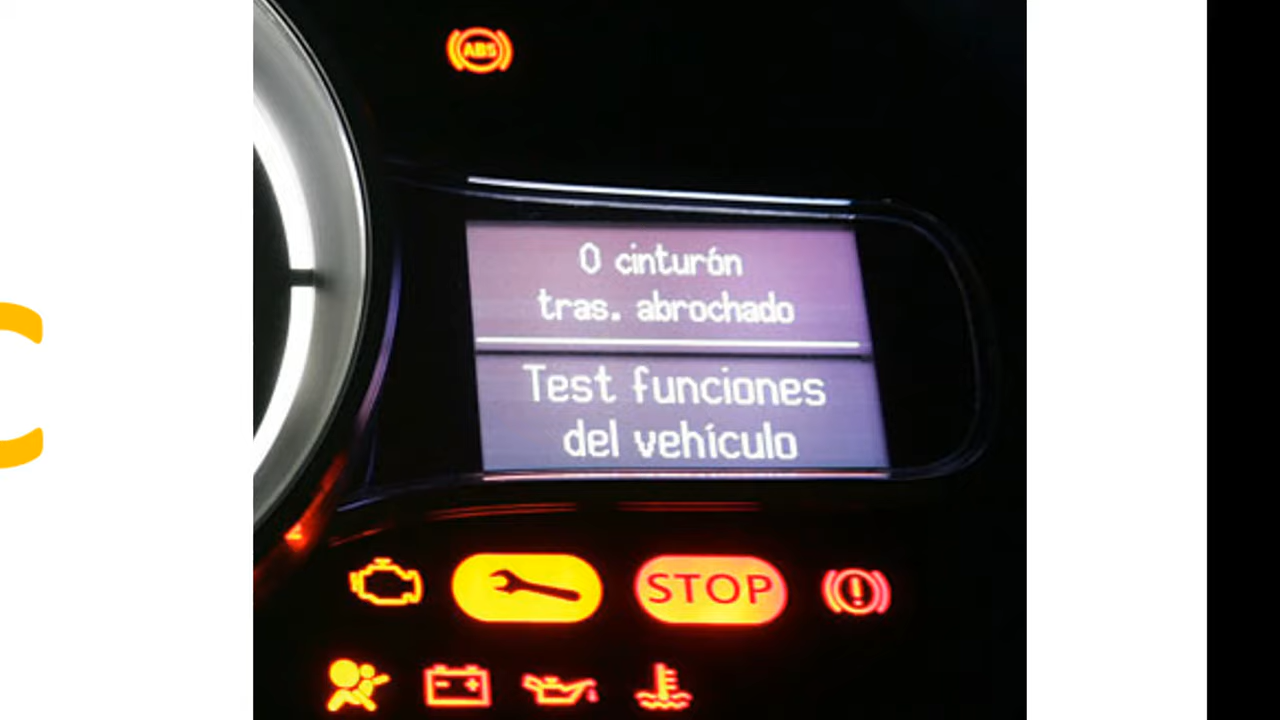 ABS
0 cinturón
tras. abrochado
Test funciones
del vehículo
STOP